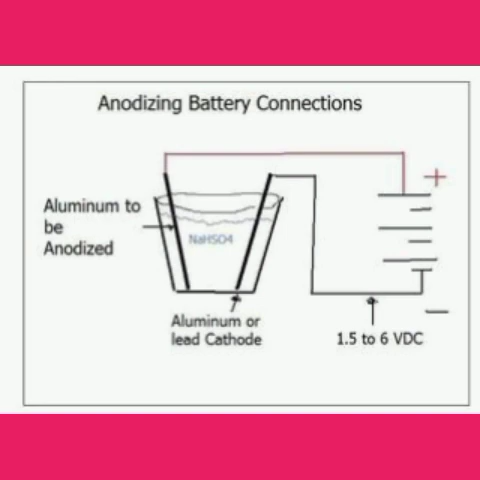 Anodizing Battery Connections
+
Aluminum to
be
Anodized
NaHSO4
Aluminum or
lead Cathode
1.5 to 6 VDC
—